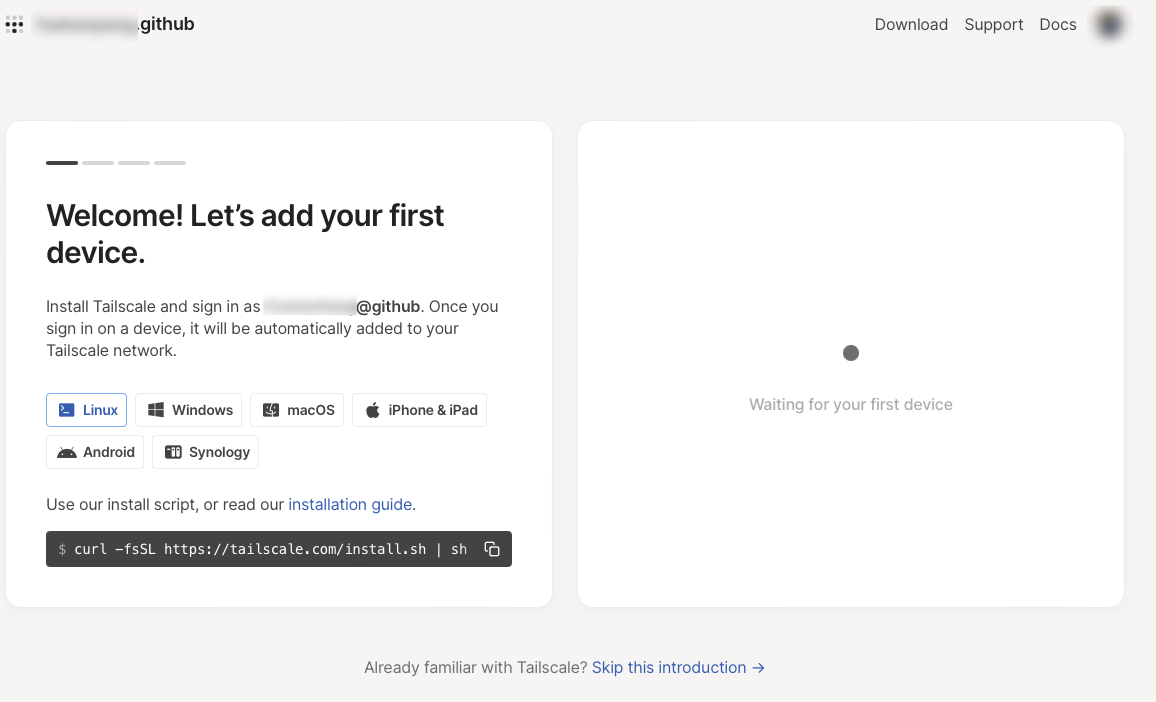 .github
Download Support Docs
Welcome! Let’s add your first
device.
Install Tailscale and sign in as @github. Once you
sign in on a device, it will be automatically added to your
Tailscale network.
Linux Windows macOS iPhone & iPad
Android Synology
Use our install script, or read our installation guide.
$ curl -fsSL https://tailscale.com/install.sh | sh
Waiting for your first device
Already familiar with Tailscale? Skip this introduction →